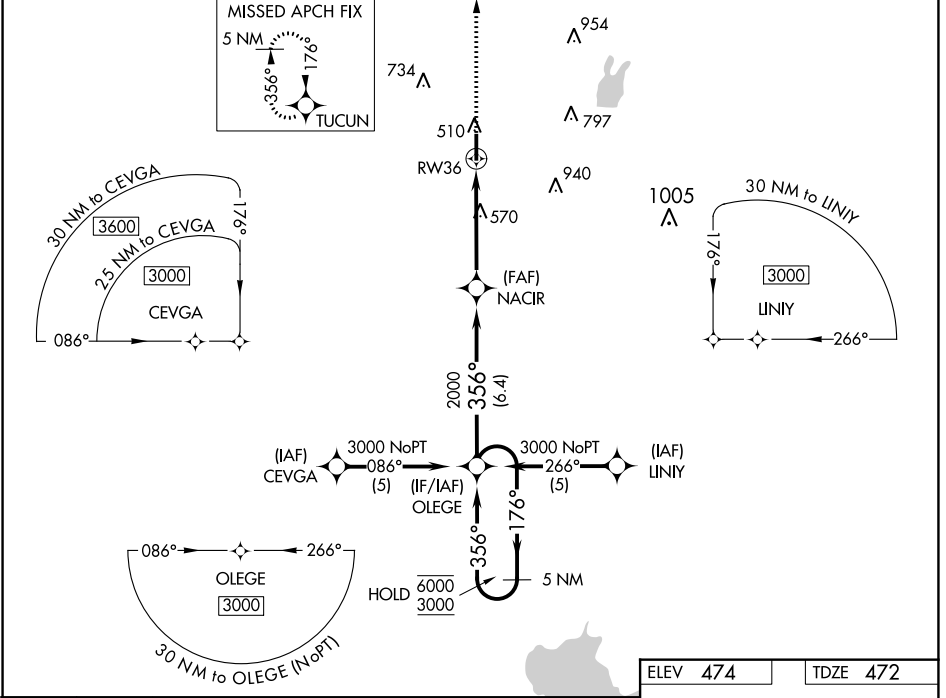 MISSED APCH FIX
5 NM
176°
356°
TUCUN
954
734
797
510
RW36
940
570
1005
30 NM to CEVGA
3600
176°
25 NM to CEVGA
3000
CEVGA
086°
30 NM to LINIY
176°
3000
LINIY
266°
(FAF)
NACIR
2000
356°
(6.4)
(IAF)
CEVGA
3000 NoPT
086°
(5)
(IF/IAF)
OLEGE
3000 NoPT
266°
(5)
(IAF)
LINIY
356°
176°
HOLD
6000
3000
5 NM
086°
266°
OLEGE
3000
30 NM to OLEGE (NoPT)
ELEV 474
TDZE 472